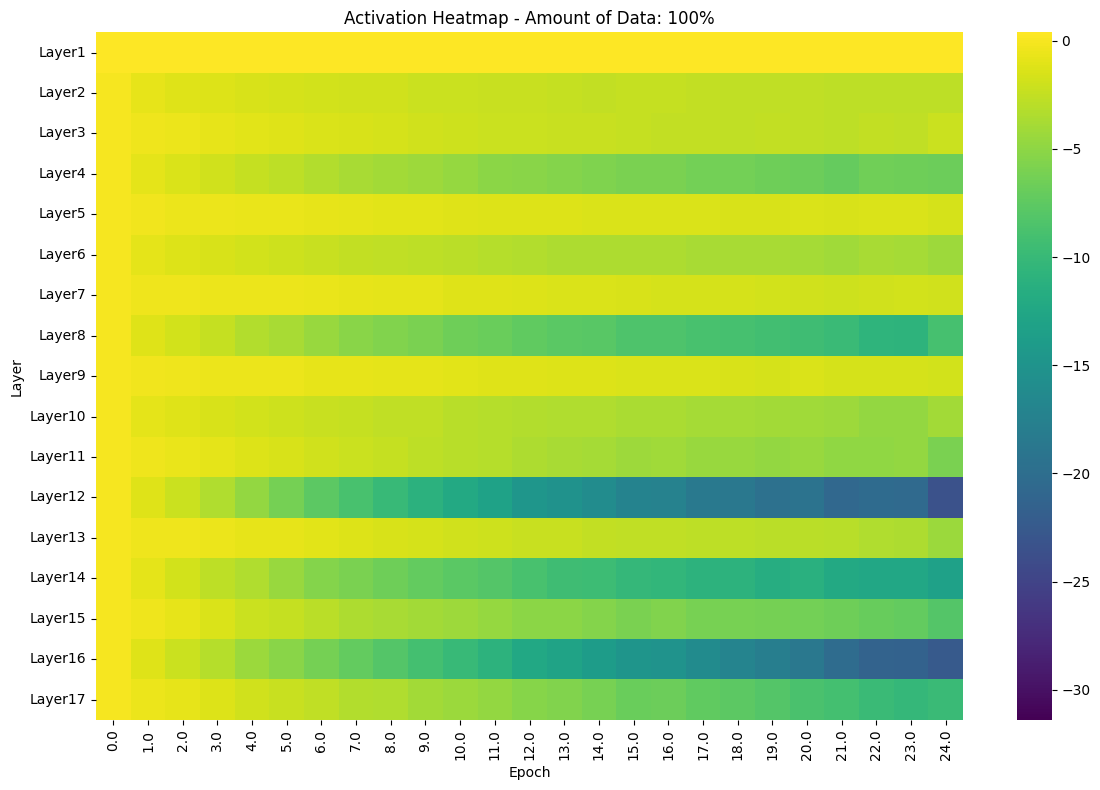 Activation Heatmap - Amount of Data: 100%
Layer
Layer1
Layer2
Layer3
Layer4
Layer5
Layer6
Layer7
Layer8
Layer9
Layer10
Layer11
Layer12
Layer13
Layer14
Layer15
Layer16
Layer17
0.0 1.0 2.0 3.0 4.0 5.0 6.0 7.0 8.0 9.0 10.0 11.0 12.0 13.0 14.0 15.0 16.0 17.0 18.0 19.0 20.0 21.0 22.0 23.0 24.0
Epoch
0
−5
−10
−15
−20
−25
−30